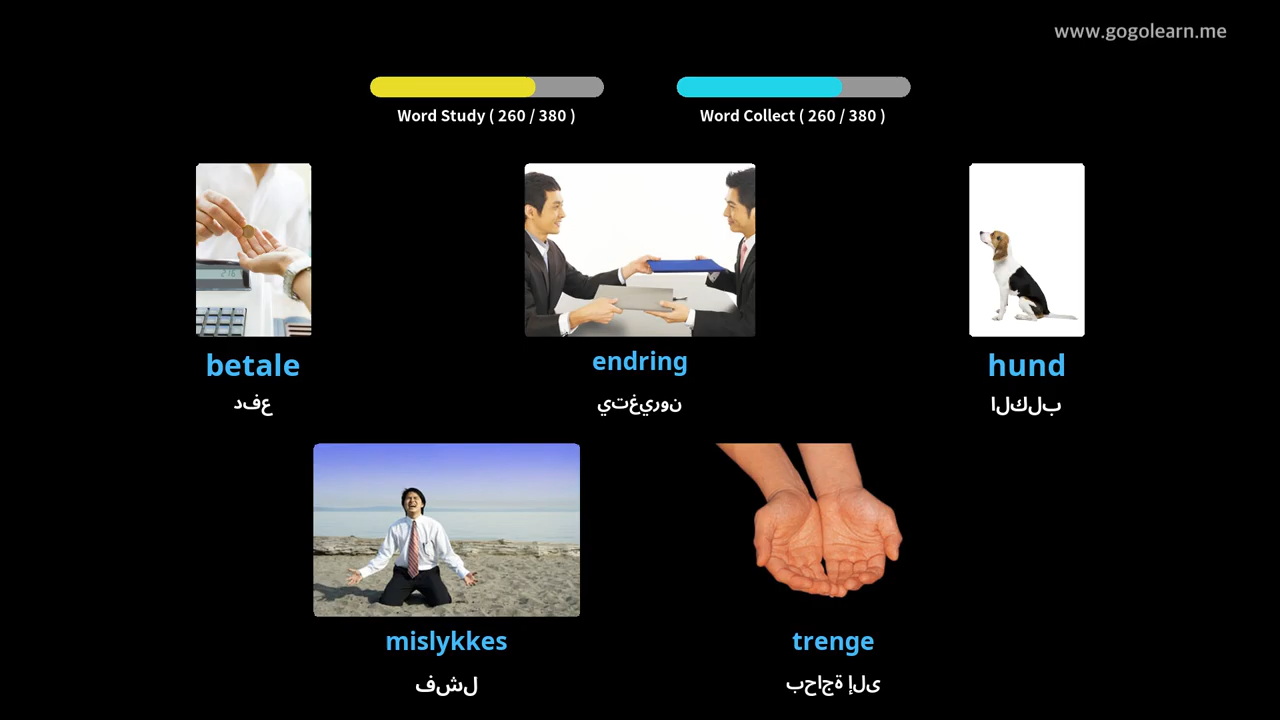 www.gogolearn.me
Word Study ( 260 / 380 )
Word Collect ( 260 / 380 )
betale
endring
hund
دفع
يتغيرون
الكلب
mislykkes
trenge
فشل
بحاجة إلى